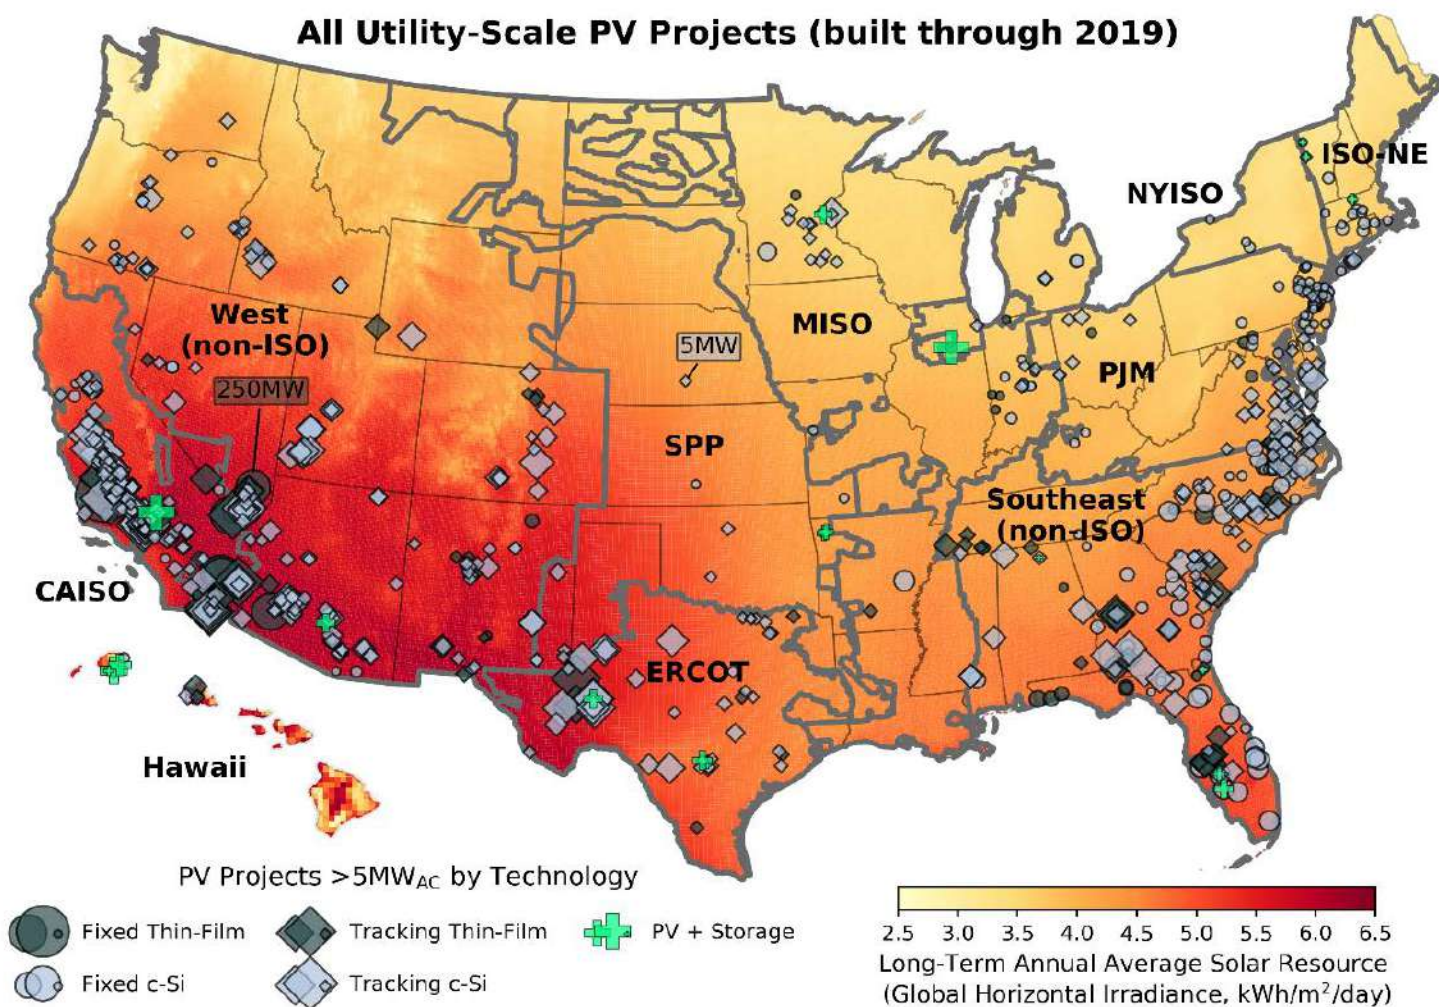 All Utility-Scale PV Projects (built through 2019)
ISO-NE
NYISO
West
(non-ISO)
MISO
5MW
PJM
250MW
SPP
Southeast
(non-ISO)
CAISO
ERCOT
Hawaii
PV Projects >5MWAC by Technology
Fixed Thin-Film
Tracking Thin-Film
PV + Storage
Fixed c-Si
Tracking c-Si
2.5 3.0 3.5 4.0 4.5 5.0 5.5 6.0 6.5
Long-Term Annual Average Solar Resource
(Global Horizontal Irradiance, kWh/m²/day)